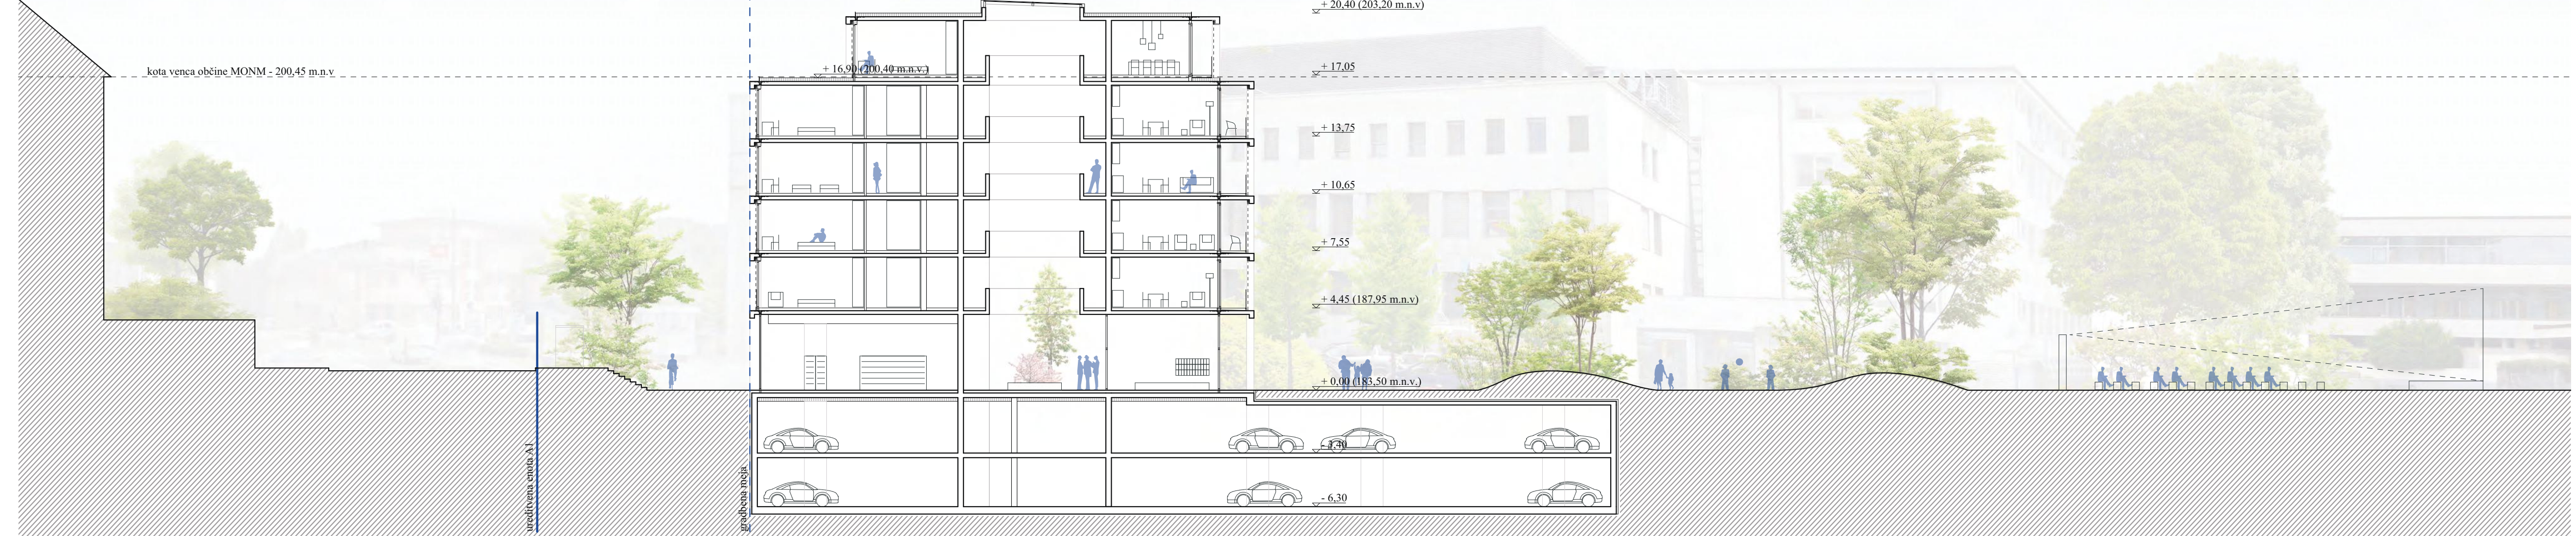 + 20,40 (203,20 m.n.v)
kota venca občine MONM - 200,45 m.n.v
+ 16,90 (200,40 m.n.v.)
+ 17,05
+ 13,75
+ 10,65
+ 7,55
+ 4,45 (187,95 m.n.v)
+ 0,00 (183,50 m.n.v.)
- 3,40
- 6,30
ureditvena enota A1
gradbena meja